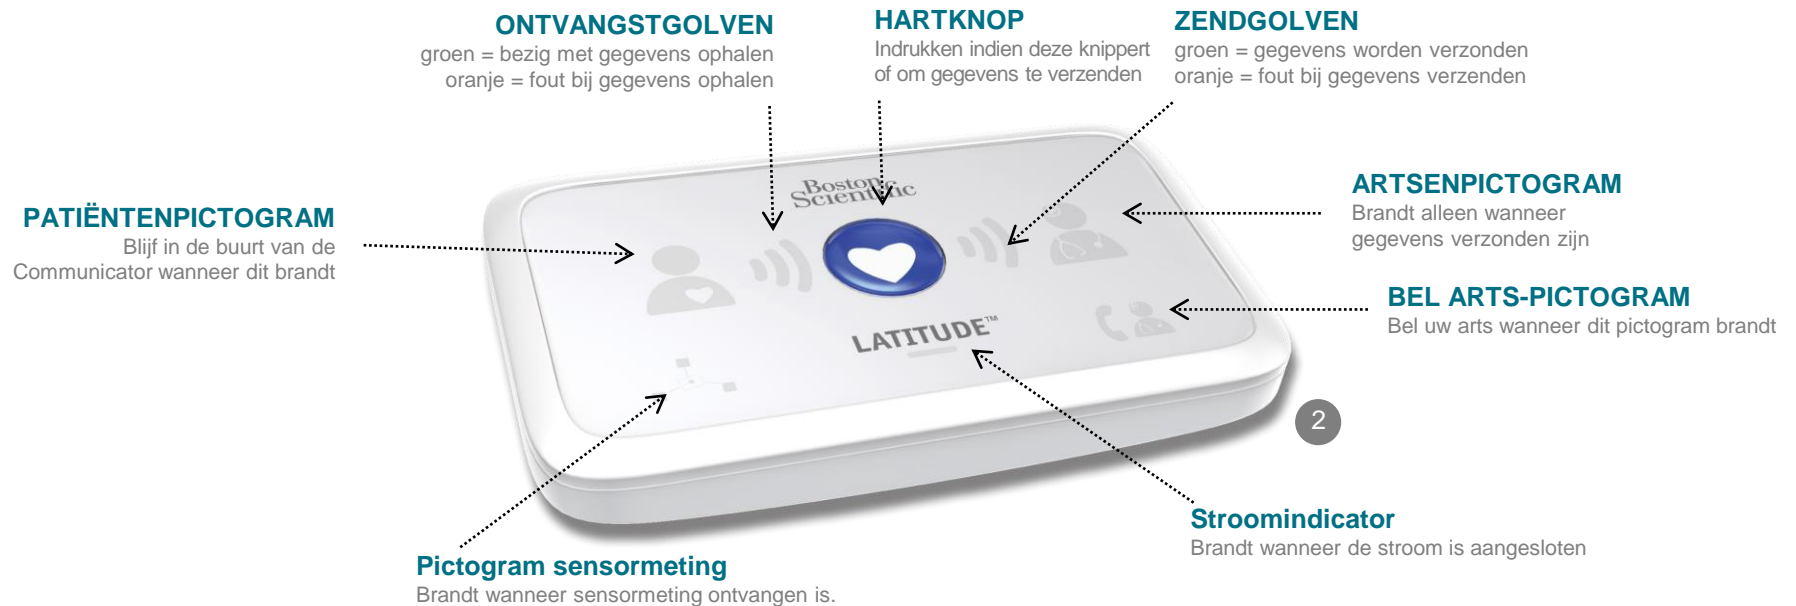 ONTVANGSTGOLVEN
groen = bezig met gegevens ophalen
oranje = fout bij gegevens ophalen
HARTKNOP
Indrukken indien deze knippert
of om gegevens te verzenden
ZENDGOLVEN
groen = gegevens worden verzonden
oranje = fout bij gegevens verzenden
PATIËNTENPICTOGRAM
Blijf in de buurt van de
Communicator wanneer dit brandt
Boston
Scientific
LATITUDE™
ARTSENPICTOGRAM
Brandt alleen wanneer
gegevens verzonden zijn
BEL ARTS-PICTOGRAM
Bel uw arts wanneer dit pictogram brandt
2
Stroomindicator
Brandt wanneer de stroom is aangesloten
Pictogram sensormeting
Brandt wanneer sensormeting ontvangen is.